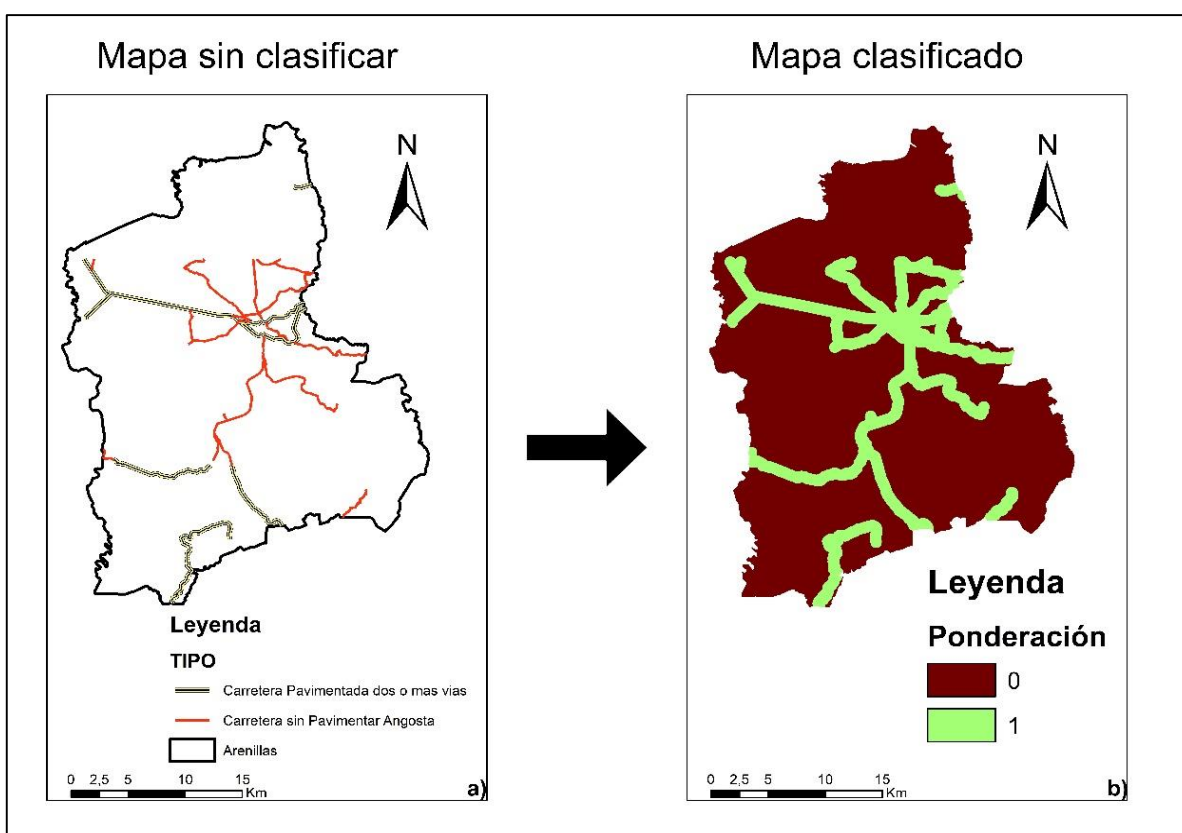 Mapa sin clasificar
N
Leyenda
TIPO
Carretera Pavimentada dos o mas vias
Carretera sin Pavimentar Angosta
Arenillas
0 2,5 5 10 15
Km
a)
Mapa clasificado
N
Leyenda
Ponderación
0
1
0 2,5 5 10 15
Km
b)